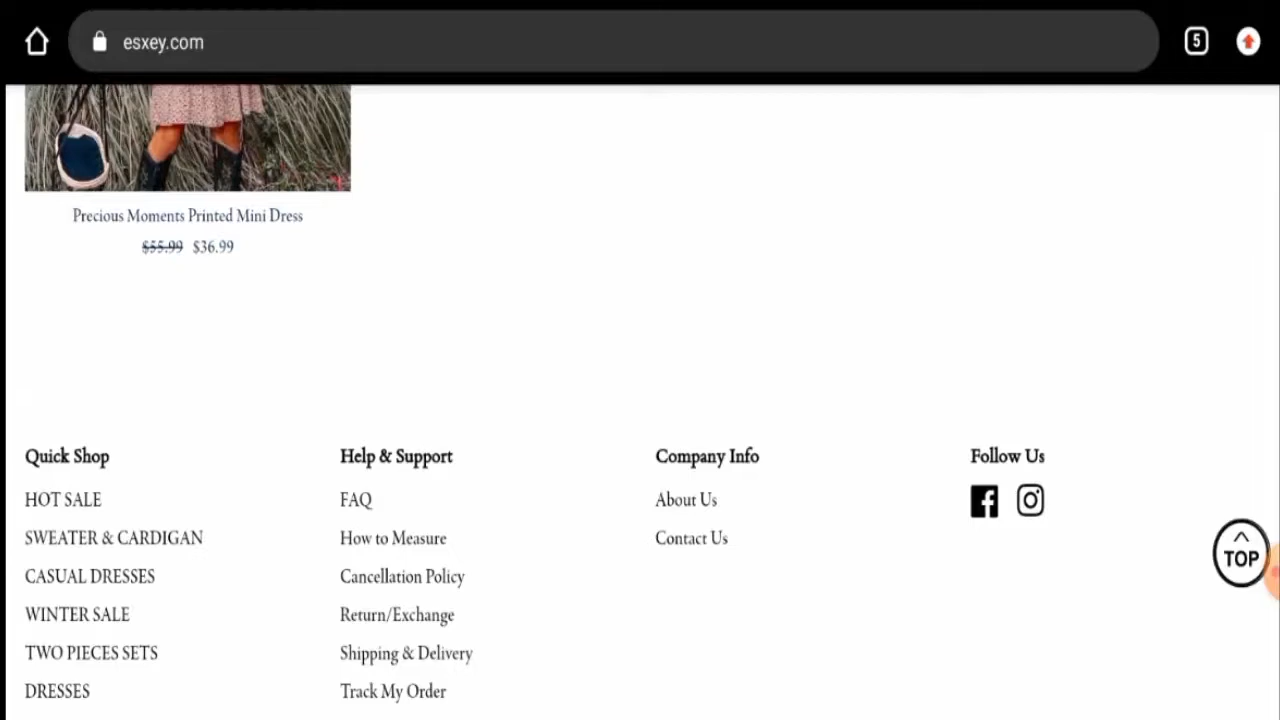 esxey.com
5
Precious Moments Printed Mini Dress
$55.99 $36.99
Quick Shop
HOT SALE
SWEATER & CARDIGAN
CASUAL DRESSES
WINTER SALE
TWO PIECES SETS
DRESSES
Help & Support
FAQ
How to Measure
Cancellation Policy
Return/Exchange
Shipping & Delivery
Track My Order
Company Info
About Us
Contact Us
Follow Us
TOP